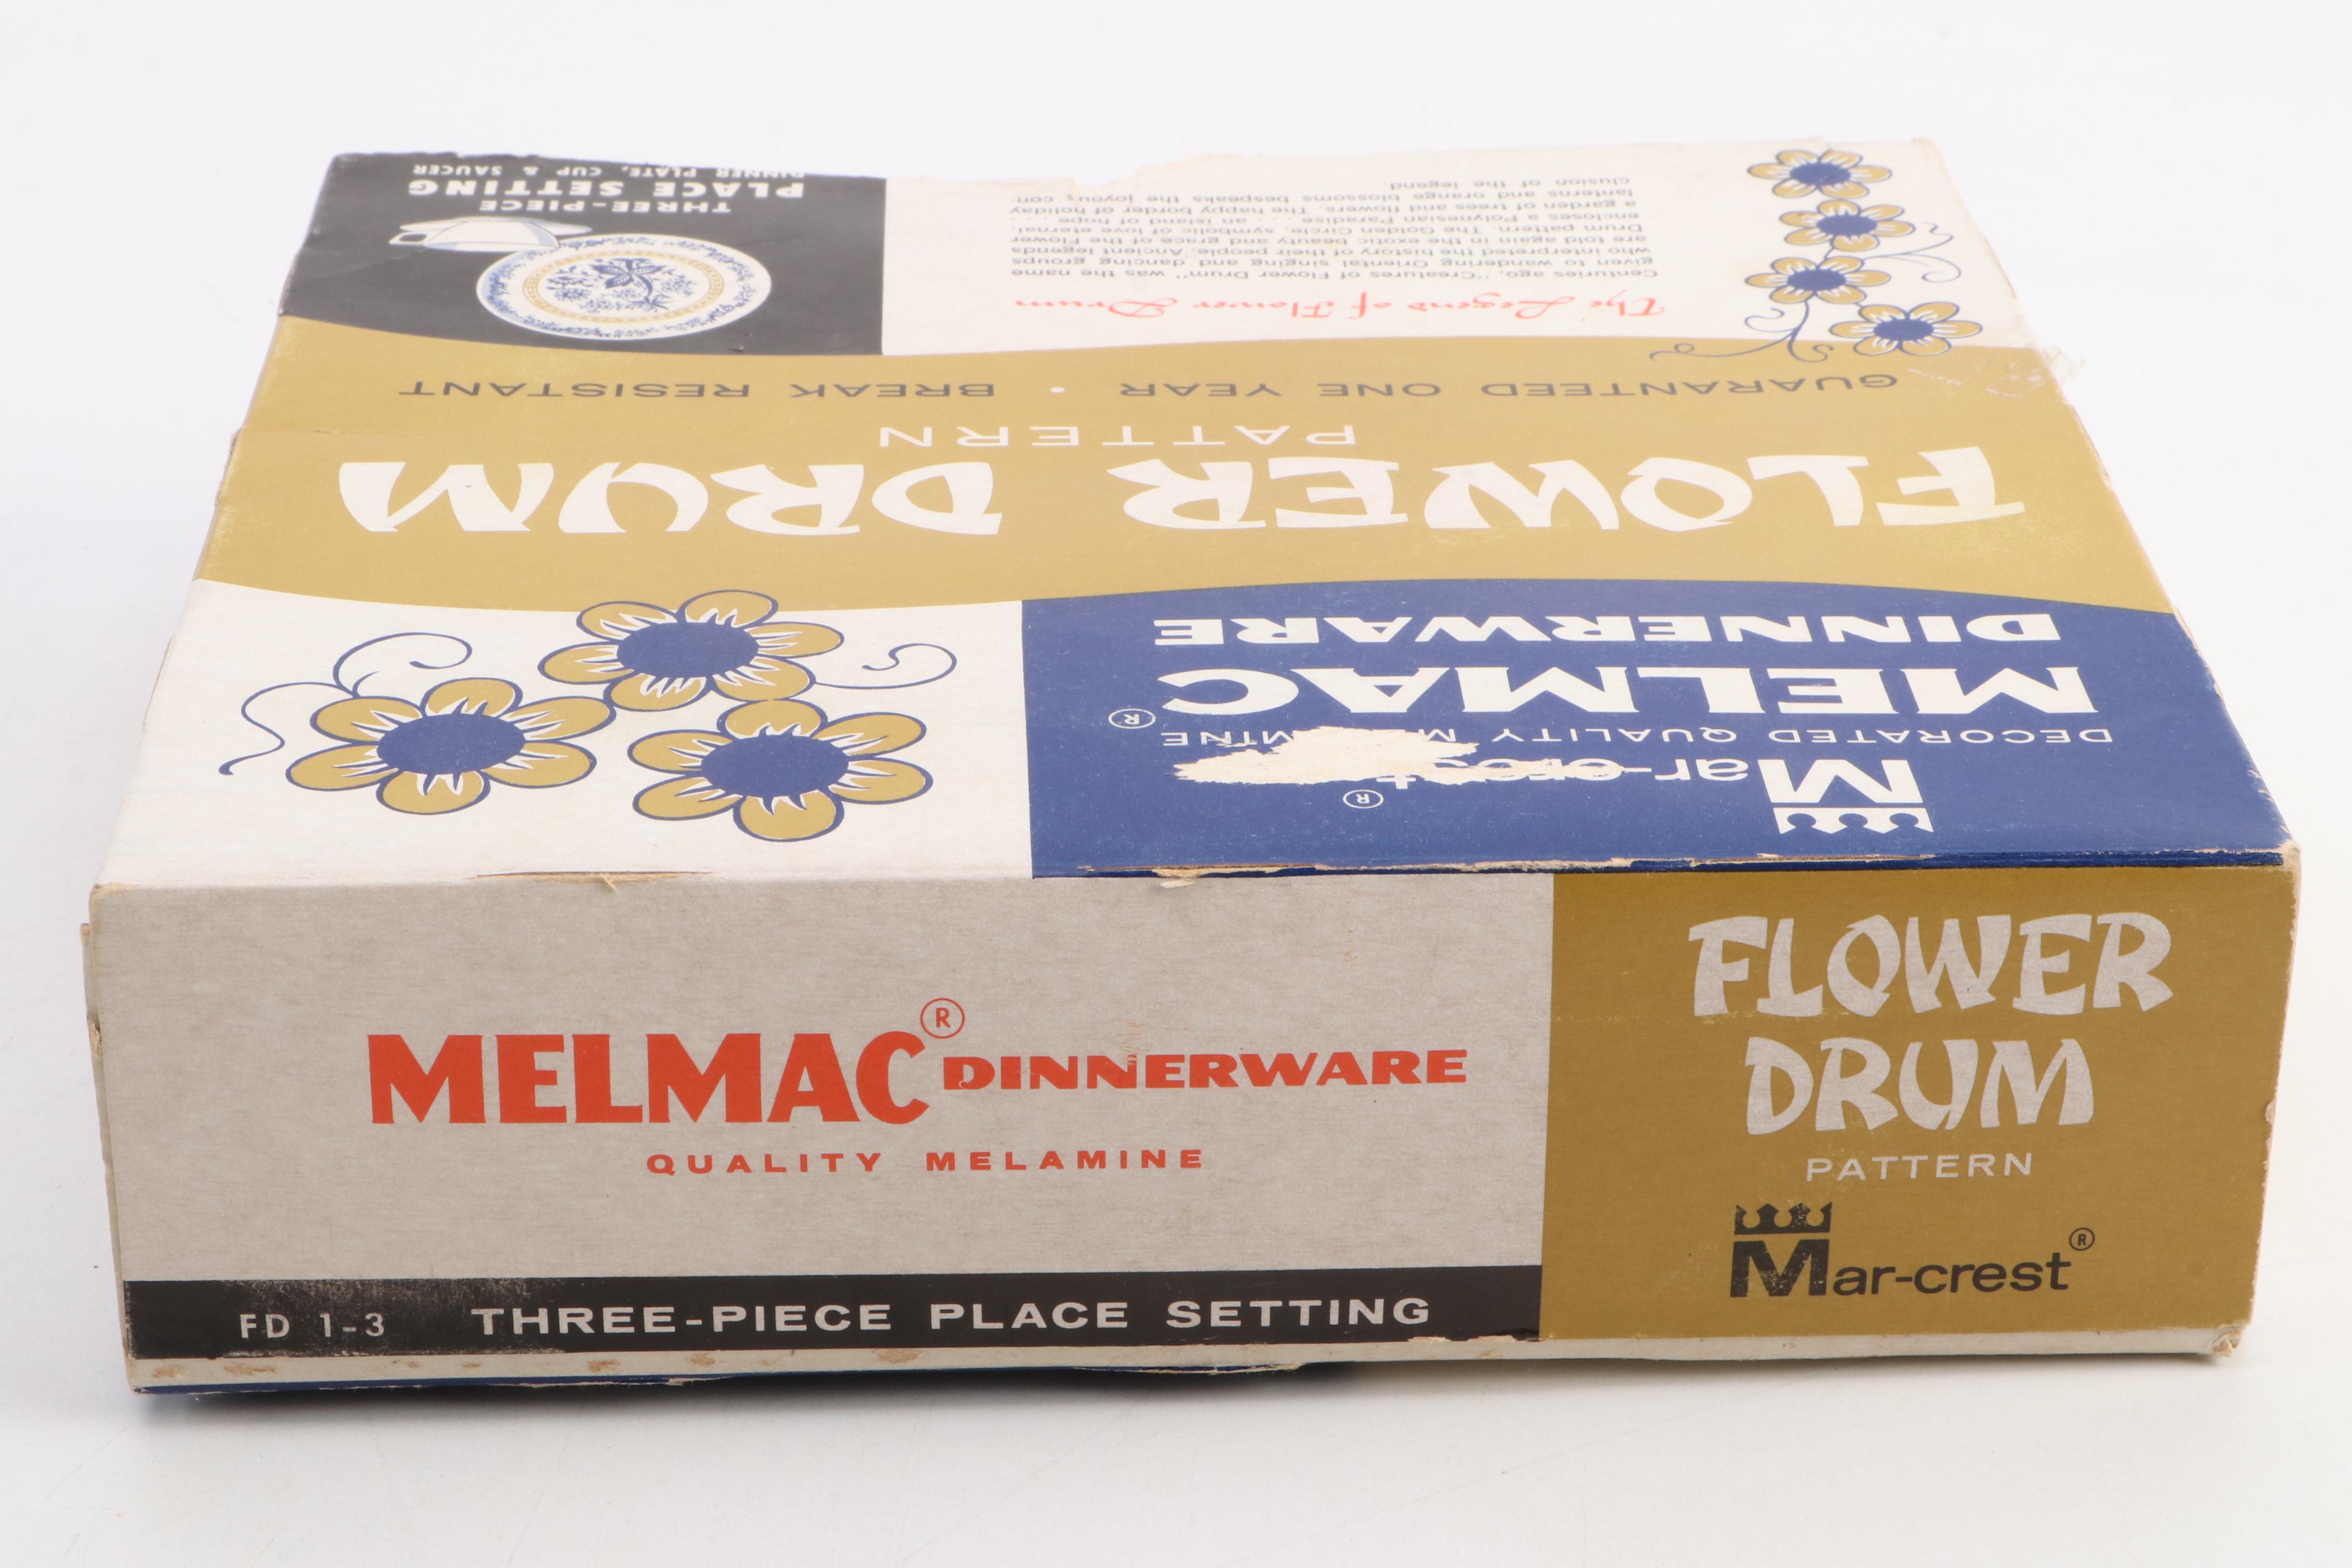 Mar-crest®
DECORATED QUALITY
MELMAC®
DINNERWARE
FLOWER DRUM
PATTERN
GUARANTEED ONE YEAR • BREAK RESISTANT
The Legend of Flower Drum
Centuries ago, "Creatures of Flower Drum" was the name
given to wandering Oriental singing and dancing groups
who interpreted the history of their people. Ancient legends
are told again in the exotic beauty and grace of the Flower
Drum pattern. The Golden Circle, symbolic of love eternal,
encloses a Polynesian Paradise . . . an island of hope . . .
a garden of trees and flowers. The happy border of holiday
lanterns and orange blossoms bespeaks the joyous con-
clusion of the legend.
THREE-PIECE
PLACE SETTING
DINNER PLATE, CUP & SAUCER
MELMAC® DINNERWARE
QUALITY MELAMINE
FD 1-3 THREE-PIECE PLACE SETTING
FLOWER
DRUM
PATTERN
Mar-crest®